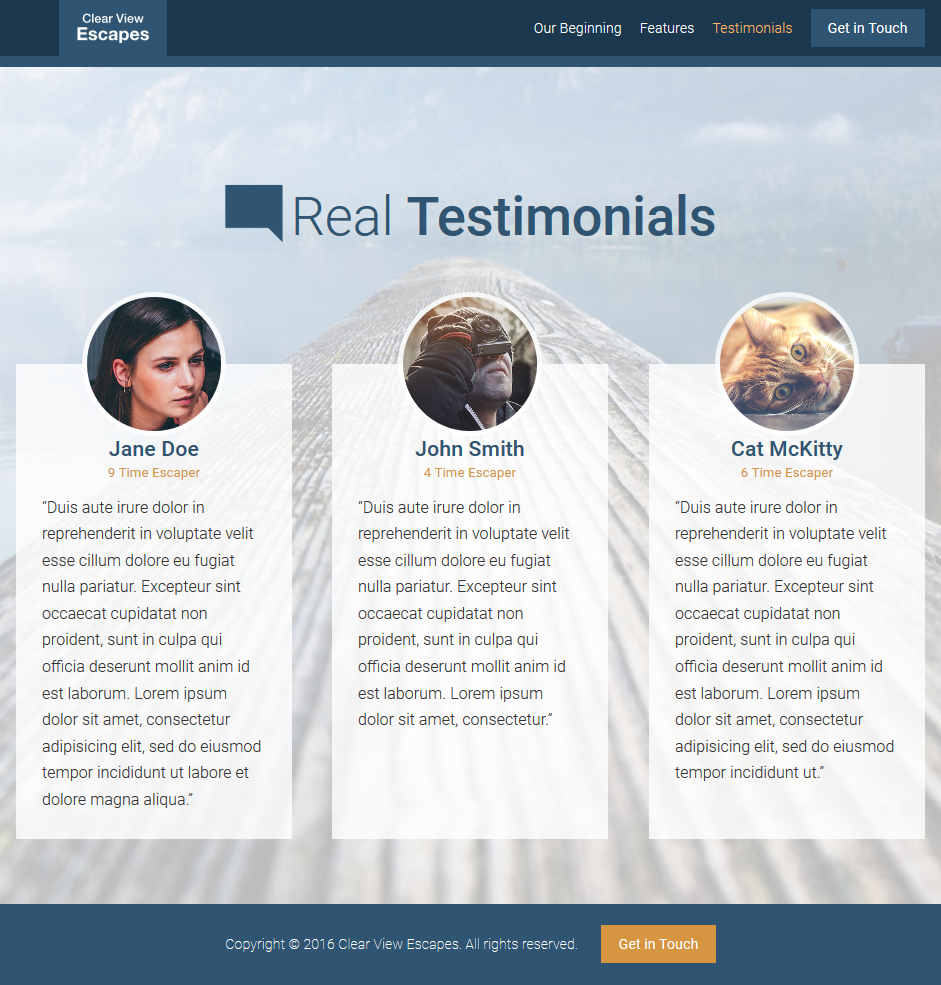 Clear View
Escapes
Our Beginning Features Testimonials Get in Touch
Real Testimonials
Jane Doe
9 Time Escaper
“Duis aute irure dolor in
reprehenderit in voluptate velit
esse cillum dolore eu fugiat
nulla pariatur. Excepteur sint
occaecat cupidatat non
proident, sunt in culpa qui
officia deserunt mollit anim id
est laborum. Lorem ipsum
dolor sit amet, consectetur
adipisicing elit, sed do eiusmod
tempor incididunt ut labore et
dolore magna aliqua.”
John Smith
4 Time Escaper
“Duis aute irure dolor in
reprehenderit in voluptate velit
esse cillum dolore eu fugiat
nulla pariatur. Excepteur sint
occaecat cupidatat non
proident, sunt in culpa qui
officia deserunt mollit anim id
est laborum. Lorem ipsum
dolor sit amet, consectetur.”
Cat McKitty
6 Time Escaper
“Duis aute irure dolor in
reprehenderit in voluptate velit
esse cillum dolore eu fugiat
nulla pariatur. Excepteur sint
occaecat cupidatat non
proident, sunt in culpa qui
officia deserunt mollit anim id
est laborum. Lorem ipsum
dolor sit amet, consectetur
adipisicing elit, sed do eiusmod
tempor incididunt ut.”
Copyright © 2016 Clear View Escapes. All rights reserved. Get in Touch